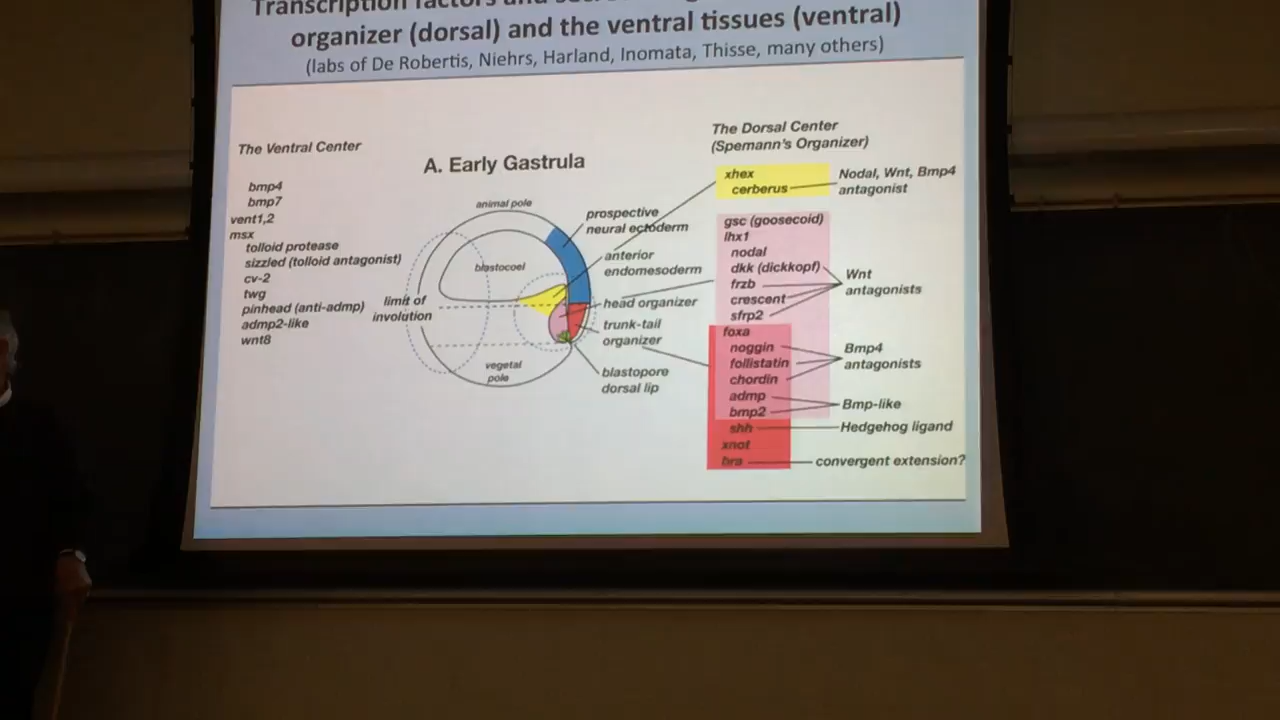 Transcription factors and
organizer (dorsal) and the ventral tissues (ventral)
(labs of De Robertis, Niehrs, Harland, Inomata, Thisse, many others)
The Ventral Center
bmp4
bmp7
vent1,2
msx
tolloid protease
sizzled (tolloid antagonist)
cv-2
twg
pinhead (anti-admp)
admp2-like
wnt8
A. Early Gastrula
animal pole
blastocoel
limit of
involution
vegetal
pole
prospective
neural ectoderm
anterior
endomesoderm
head organizer
trunk-tail
organizer
blastopore
dorsal lip
The Dorsal Center
(Spemann's Organizer)
xhex
cerberus
Nodal, Wnt, Bmp4
antagonist
gsc (goosecoid)
lhx1
nodal
dkk (dickkopf)
frzb
crescent
sfrp2
Wnt
antagonists
foxa
noggin
follistatin
chordin
Bmp4
antagonists
admp
bmp2
Bmp-like
shh
Hedgehog ligand
xnot
bra
convergent extension?